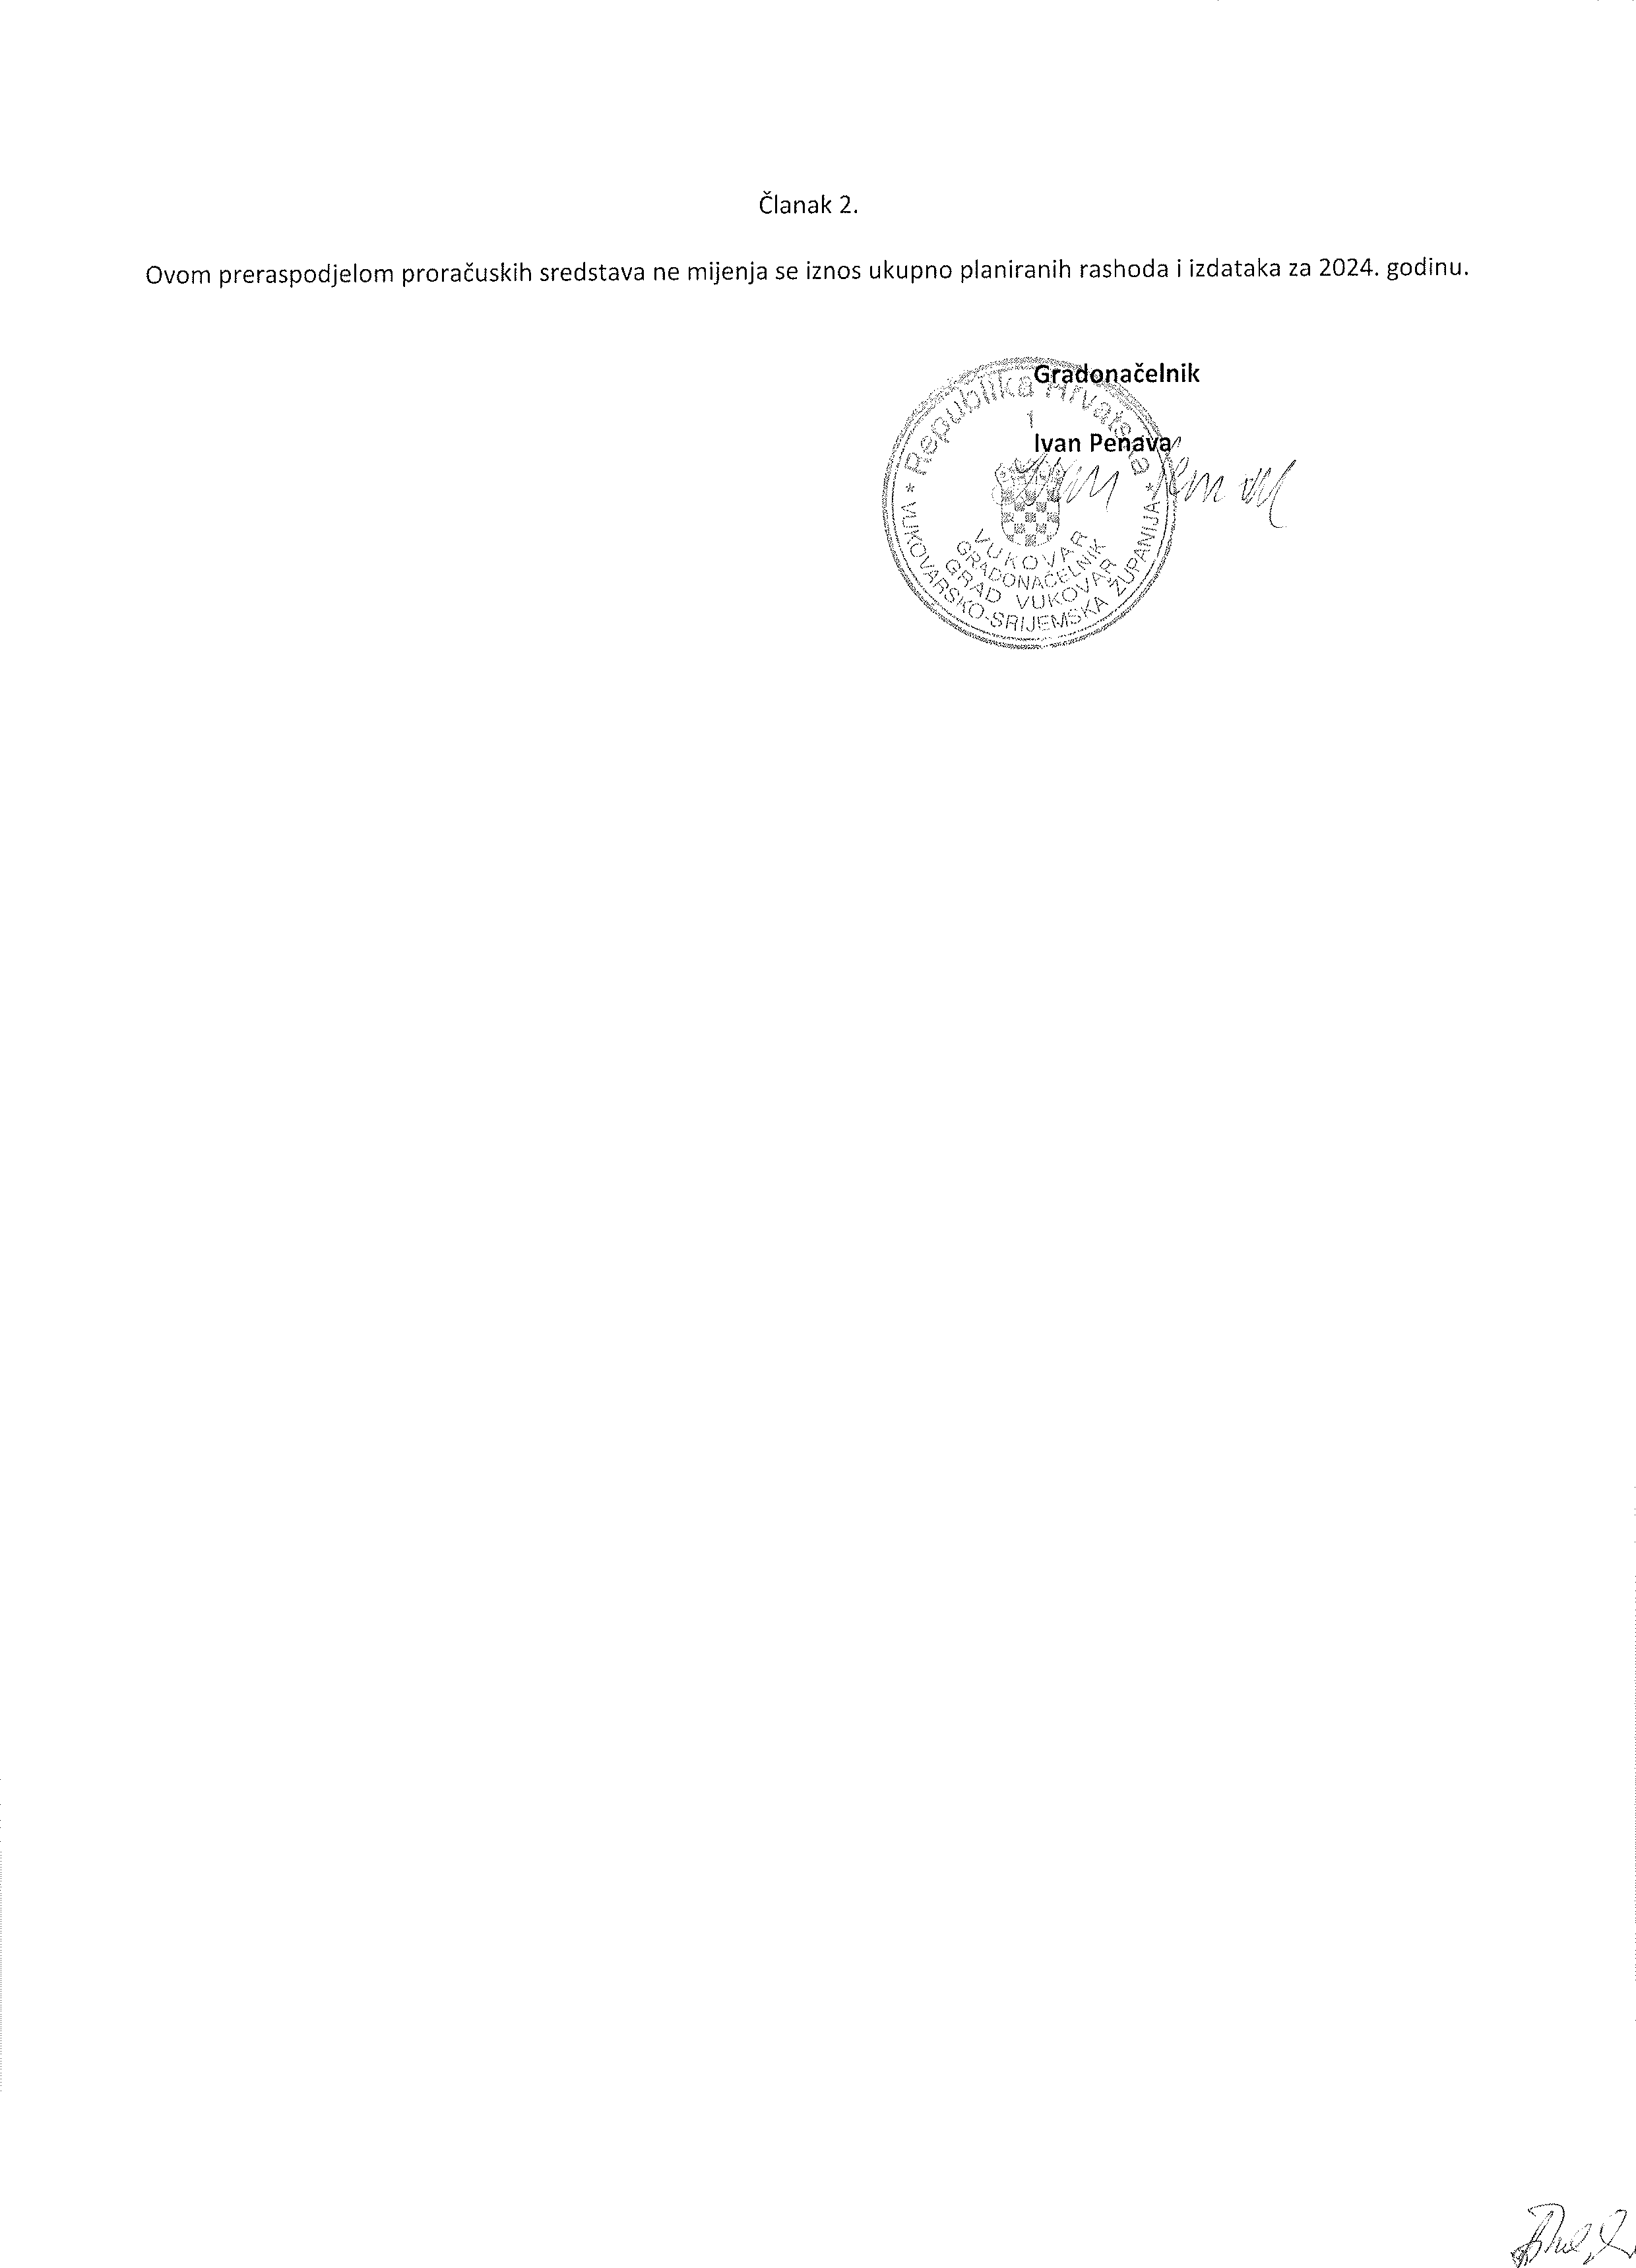 Članak 2.
Ovom preraspodjelom proračuskih sredstava ne mijenja se iznos ukupno planiranih rashoda i izdataka za 2024. godinu.
Gradonačelnik
Ivan Penava
Republika Hrvatska
1
* VUKOVARSKO-SRIJEMSKA ŽUPANIJA *
VUKOVAR
GRADONAČELNIK
GRAD VUKOVAR